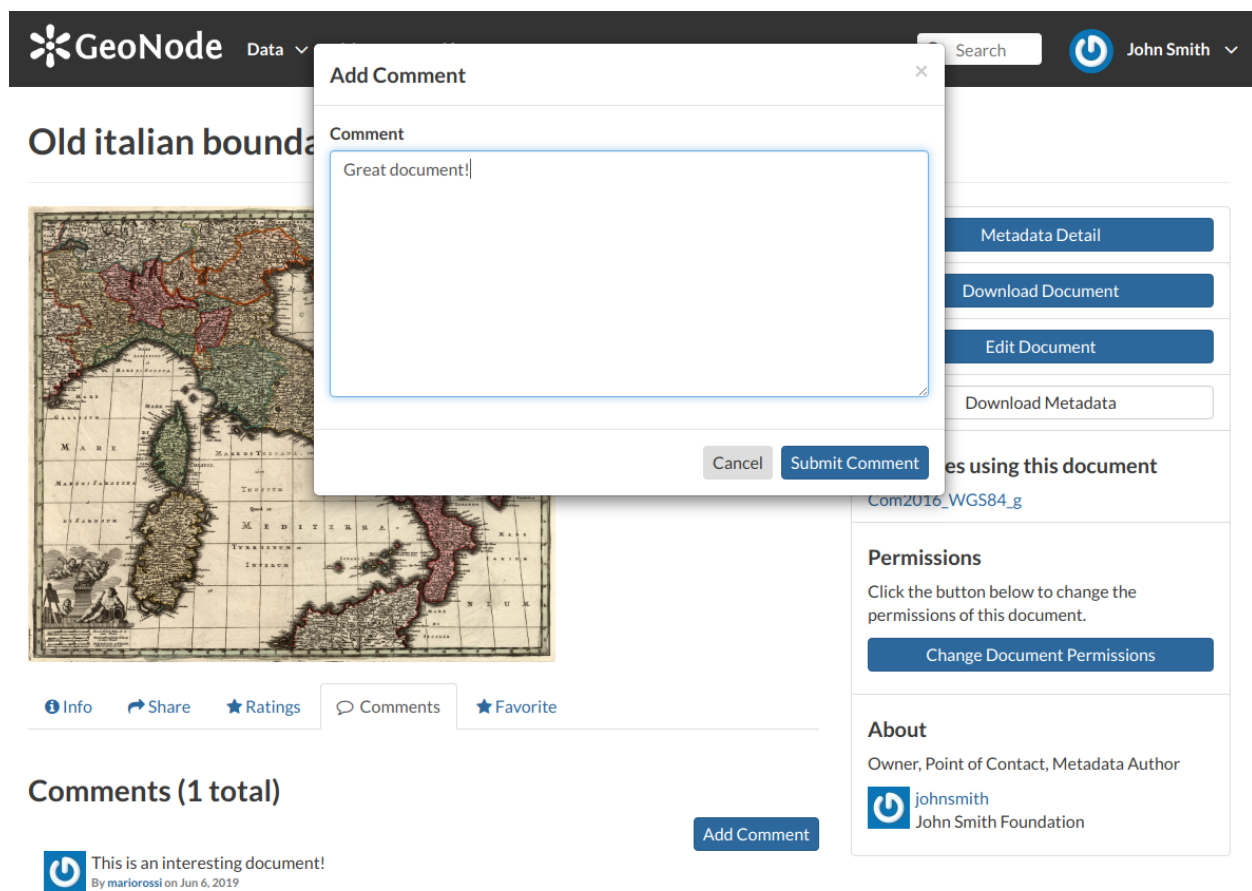 GeoNode
Data
Search
John Smith
Add Comment
×
Old italian bounda
Comment
Great document!
Cancel
Submit Comment
Metadata Detail
Download Document
Edit Document
Download Metadata
es using this document
Com2016_WGS84_g
Permissions
Click the button below to change the
permissions of this document.
Change Document Permissions
MARE
MEDITERRA
Info
Share
Ratings
Comments
Favorite
About
Owner, Point of Contact, Metadata Author
johnsmith
John Smith Foundation
Comments (1 total)
Add Comment
This is an interesting document!
By mariorossi on Jun 6, 2019